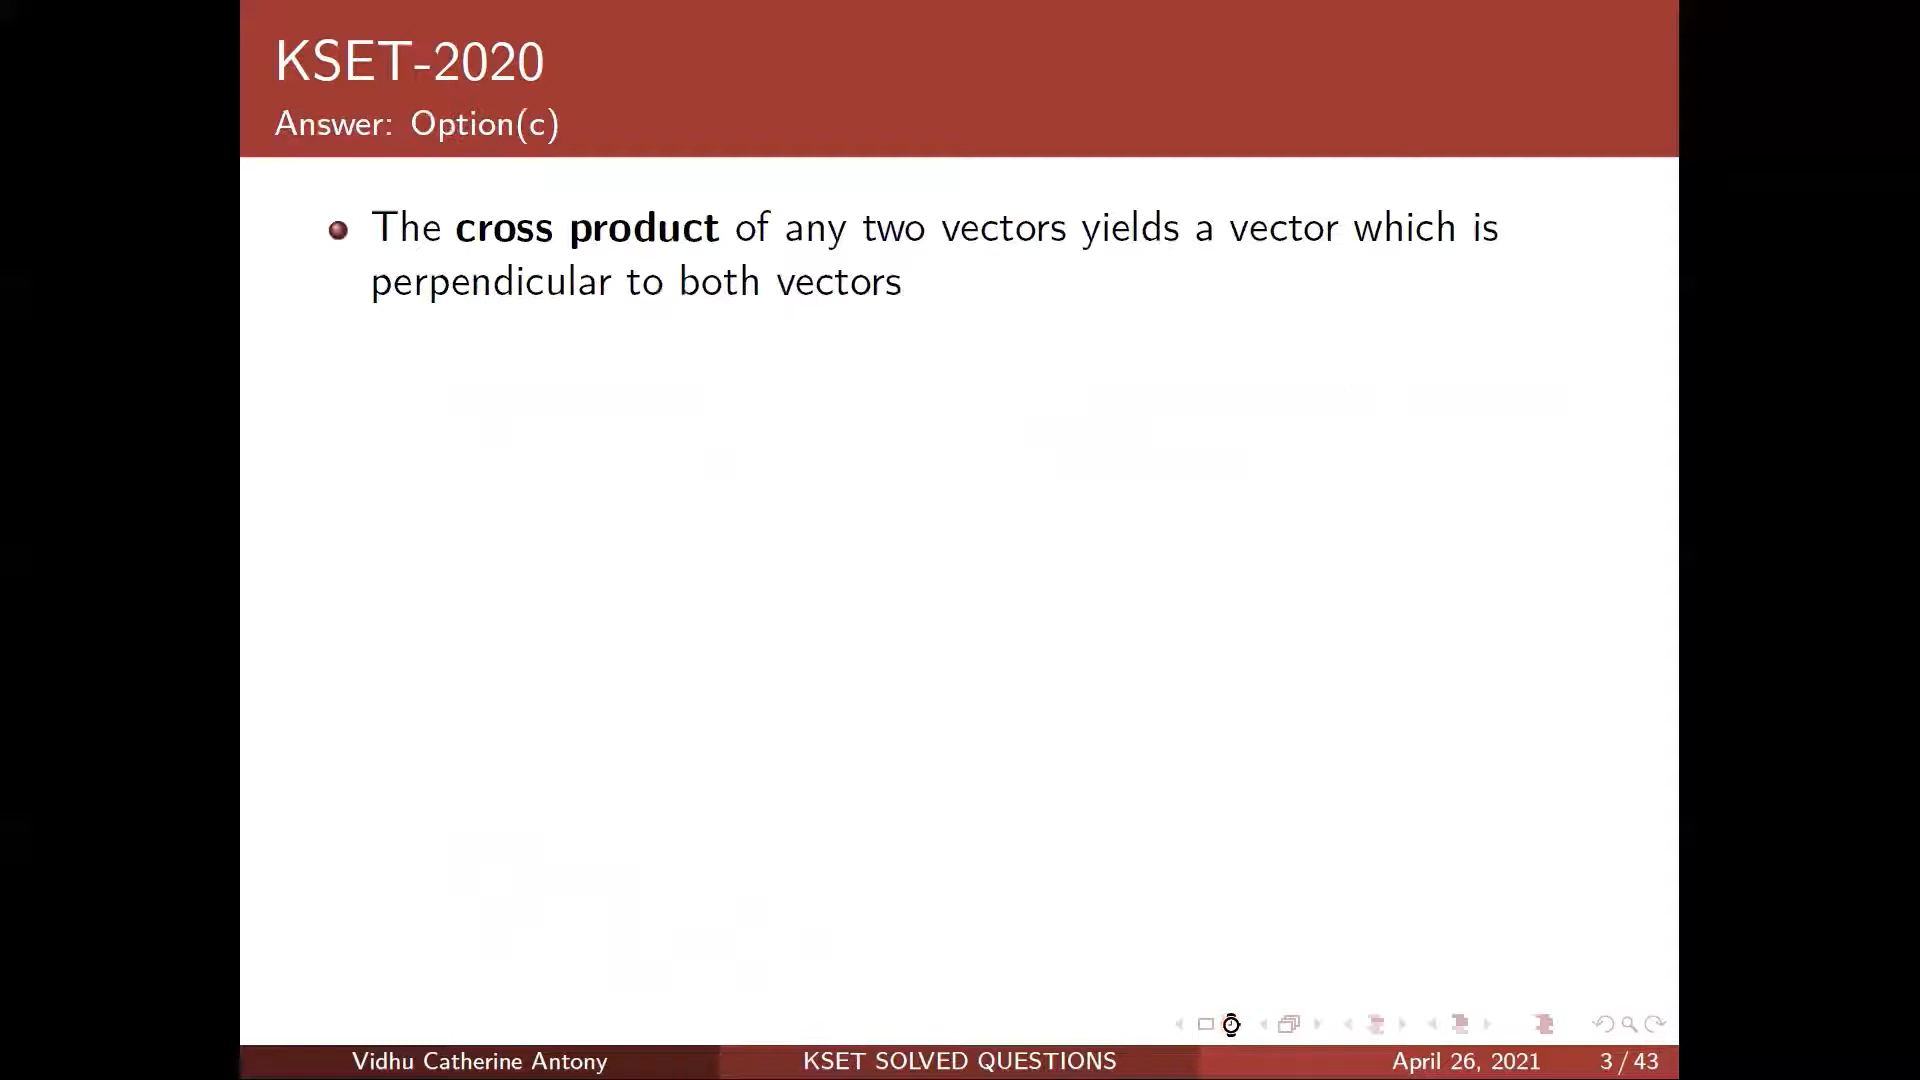 KSET-2020
Answer: Option(c)
The cross product of any two vectors yields a vector which is
perpendicular to both vectors
Vidhu Catherine Antony KSET SOLVED QUESTIONS April 26, 2021 3 / 43